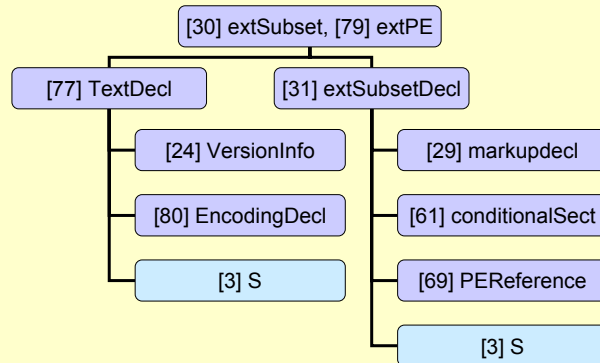 [30] extSubset, [79] extPE
[77] TextDecl
[31] extSubsetDecl
[24] VersionInfo
[29] markupdecl
[80] EncodingDecl
[61] conditionalSect
[3] S
[69] PEReference
[3] S